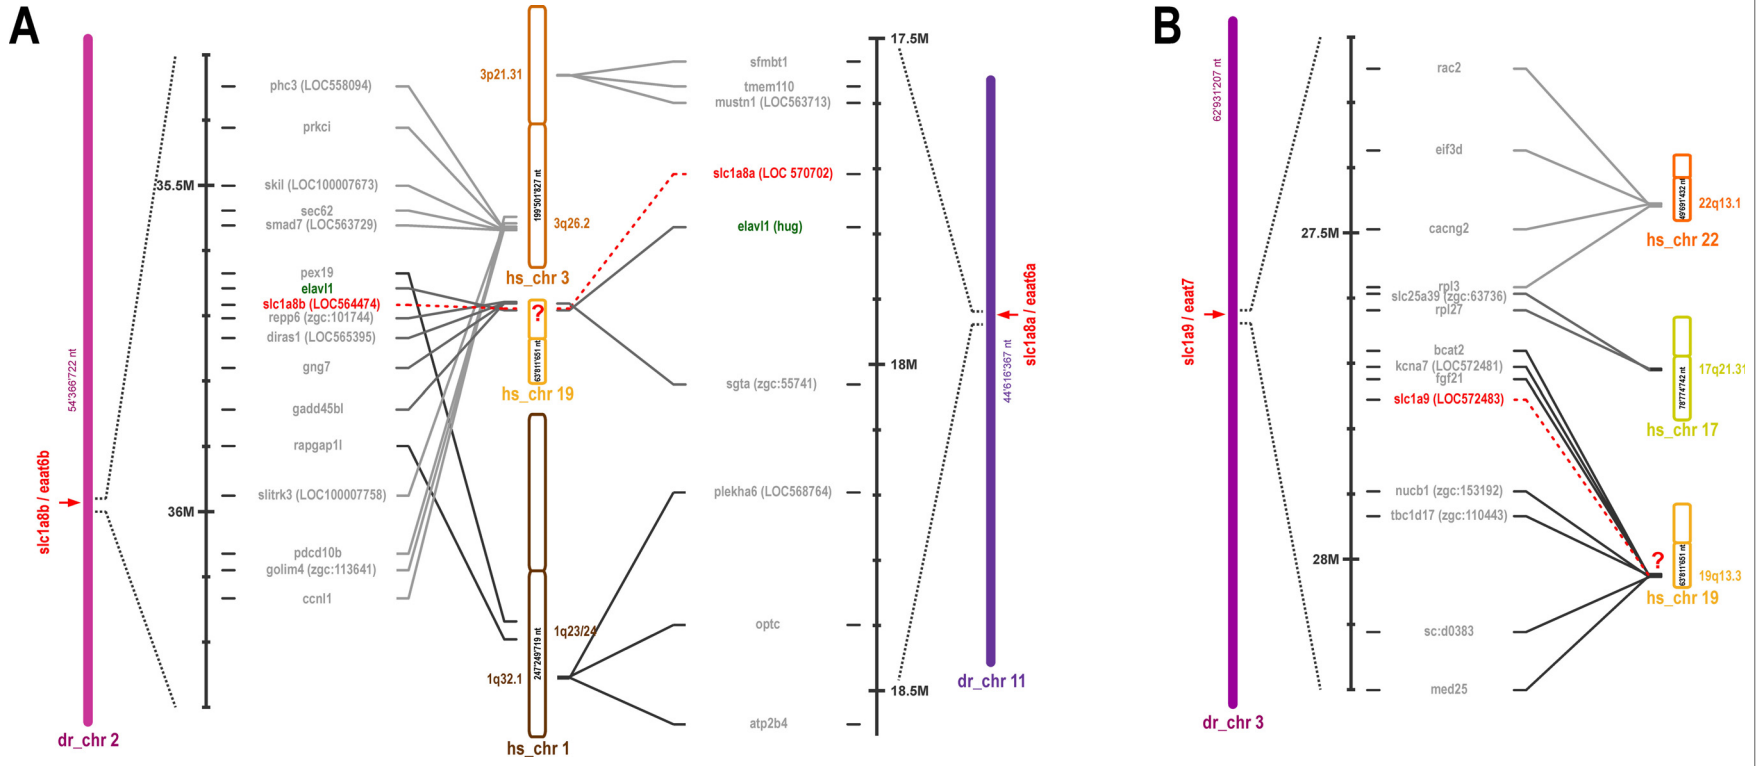 A
54'366'722 nt
slc1a8b / eaat6b
dr_chr 2
35.5M
36M
phc3 (LOC558094)
prkci
skil (LOC100007673)
sec62
smad7 (LOC563729)
pex19
elavl1
slc1a8b (LOC564474)
repp6 (zgc:101744)
diras1 (LOC565395)
gng7
gadd45bl
rapgap1l
slitrk3 (LOC100007758)
pdcd10b
golim4 (zgc:113641)
ccnl1
3p21.31
199'501'827 nt
3q26.2
hs_chr 3
?
63'811'651 nt
hs_chr 19
1q23/24
247'249'719 nt
1q32.1
hs_chr 1
sfmbt1
tmem110
mustn1 (LOC563713)
slc1a8a (LOC 570702)
elavl1 (hug)
sgta (zgc:55741)
plekha6 (LOC568764)
optc
atp2b4
17.5M
18M
18.5M
slc1a8a / eaat6a
44'616'367 nt
dr_chr 11
B
62'931'207 nt
slc1a9 / eaat7
dr_chr 3
27.5M
28M
rac2
eif3d
cacng2
rpl3
slc25a39 (zgc:63736)
rpl27
bcat2
kcna7 (LOC572481)
fgf21
slc1a9 (LOC572483)
nucb1 (zgc:153192)
tbc1d17 (zgc:110443)
sc:d0383
med25
49'691'432 nt
22q13.1
hs_chr 22
17q21.31
78'774'742 nt
hs_chr 17
?
63'811'651 nt
19q13.3
hs_chr 19